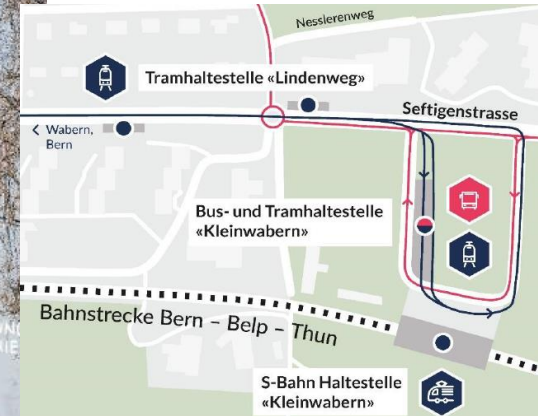 Nesslerenweg
Tramhaltestelle «Lindenweg»
Seftigenstrasse
< Wabern,
Bern
Bus- und Tramhaltestelle
«Kleinwabern»
Bahnstrecke Bern – Belp – Thun
S-Bahn Haltestelle
«Kleinwabern»